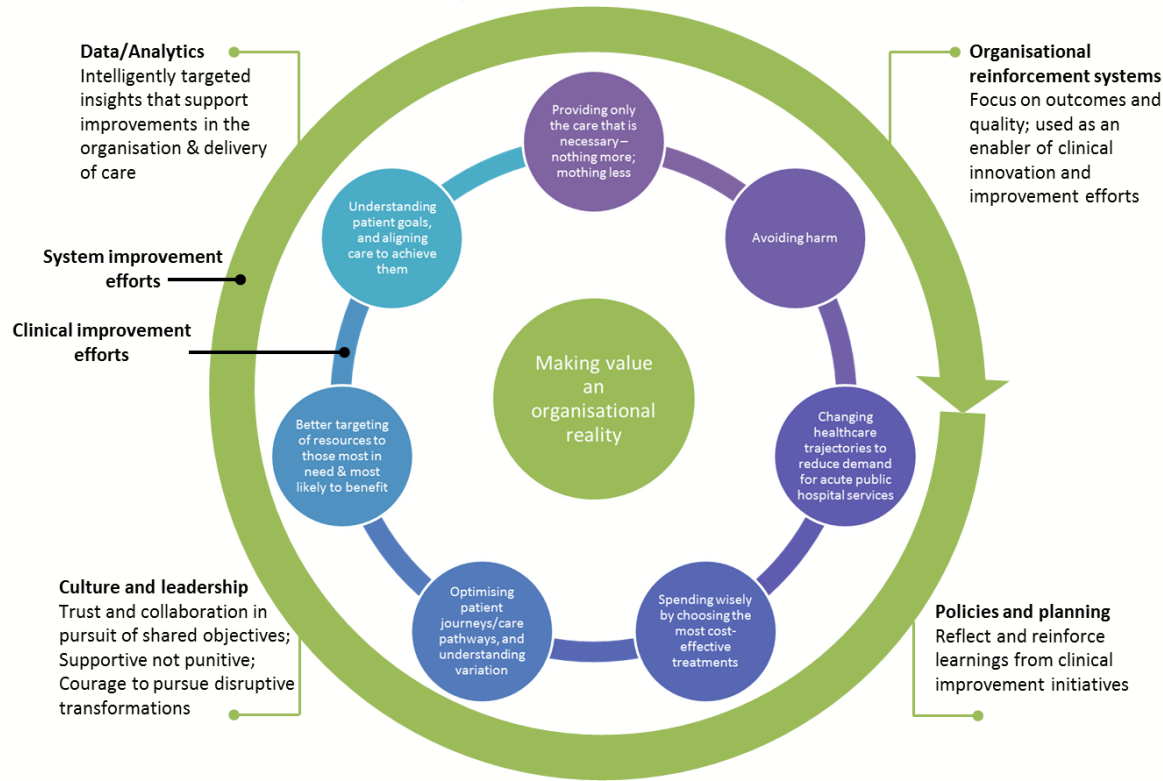 Data/Analytics
Intelligently targeted
insights that support
improvements in the
organisation & delivery
of care
Organisational
reinforcement systems
Focus on outcomes and
quality; used as an
enabler of clinical
innovation and
improvement efforts
System improvement
efforts
Clinical improvement
efforts
Providing only
the care that is
necessary –
nothing more;
mothing less
Avoiding harm
Changing
healthcare
trajectories to
reduce demand
for acute public
hospital services
Spending wisely
by choosing the
most cost-
effective
treatments
Optimising
patient
journeys/care
pathways, and
understanding
variation
Better targeting
of resources to
those most in
need & most
likely to benefit
Understanding
patient goals,
and aligning
care to achieve
them
Making value
an
organisational
reality
Culture and leadership
Trust and collaboration in
pursuit of shared objectives;
Supportive not punitive;
Courage to pursue disruptive
transformations
Policies and planning
Reflect and reinforce
learnings from clinical
improvement initiatives